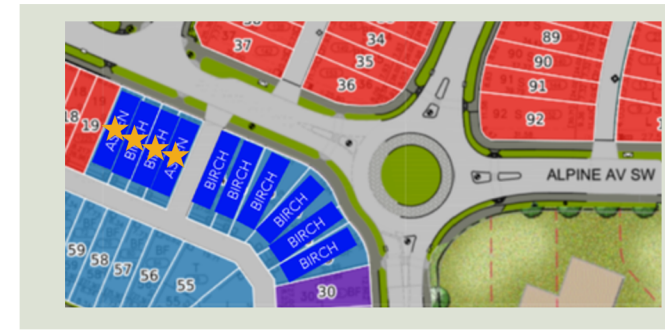 37
34
35
36
89
90
91
92
18
19
BIRCH
BIRCH
BIRCH
BIRCH
BIRCH
BIRCH
ALPINE AV SW
59
58
57
56
55
30